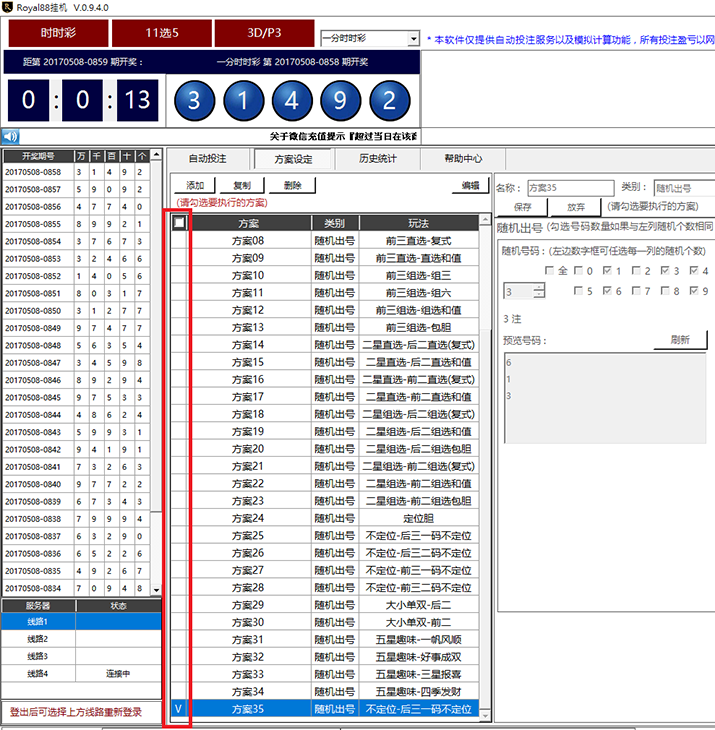 Royal88挂机 V.0.9.4.0
时时彩 11选5 3D/P3 一分时时彩
* 本软件仅提供自动投注服务以及模拟计算功能，所有投注盈亏以网
距第 20170508-0859 期开奖： 一分时时彩 第 20170508-0858 期开奖
0 : 0 : 13 3 1 4 9 2
关于微信充值提示『超过当日在该商
开奖期号 万 千 百 十 个
20170508-0858 3 1 4 9 2
20170508-0857 5 9 0 9 2
20170508-0856 4 7 7 4 0
20170508-0855 8 9 9 2 1
20170508-0854 3 7 6 7 3
20170508-0853 3 2 4 6 6
20170508-0852 1 4 0 5 6
20170508-0851 8 0 3 1 7
20170508-0850 3 1 2 7 7
20170508-0849 9 7 4 7 7
20170508-0848 5 6 3 5 4
20170508-0847 3 4 5 9 8
20170508-0846 8 9 2 9 4
20170508-0845 9 7 5 3 3
20170508-0844 4 8 6 2 4
20170508-0843 5 9 9 3 1
20170508-0842 9 4 1 9 1
20170508-0841 7 3 2 6 3
20170508-0840 9 7 7 2 2
20170508-0839 6 7 3 4 3
20170508-0838 7 9 9 9 4
20170508-0837 6 3 2 9 0
20170508-0836 6 5 2 2 6
20170508-0835 4 9 2 6 7
20170508-0834 7 0 9 4 8
服务器 状态
线路1
线路2
线路3
线路4 连接中
登出后可选择上方线路重新登录
自动投注 方案设定 历史统计 帮助中心
添加 复制 删除 编辑
(请勾选要执行的方案)
方案 类别 玩法
方案08 随机出号 前三直选-复式
方案09 随机出号 前三直选-直选和值
方案10 随机出号 前三组选-组三
方案11 随机出号 前三组选-组六
方案12 随机出号 前三组选-组选和值
方案13 随机出号 前三组选-包胆
方案14 随机出号 二星直选-后二直选(复式)
方案15 随机出号 二星直选-后二直选和值
方案16 随机出号 二星直选-前二直选(复式)
方案17 随机出号 二星直选-前二直选和值
方案18 随机出号 二星组选-后二组选(复式)
方案19 随机出号 二星组选-后二组选和值
方案20 随机出号 二星组选-后二组选包胆
方案21 随机出号 二星组选-前二组选(复式)
方案22 随机出号 二星组选-前二组选和值
方案23 随机出号 二星组选-前二组选包胆
方案24 随机出号 定位胆
方案25 随机出号 不定位-后三一码不定位
方案26 随机出号 不定位-后三二码不定位
方案27 随机出号 不定位-前三一码不定位
方案28 随机出号 不定位-前三二码不定位
方案29 随机出号 大小单双-后二
方案30 随机出号 大小单双-前二
方案31 随机出号 五星趣味-一帆风顺
方案32 随机出号 五星趣味-好事成双
方案33 随机出号 五星趣味-三星报喜
方案34 随机出号 五星趣味-四季发财
V 方案35 随机出号 不定位-后三一码不定位
名称： 方案35 类别： 随机出号
保存 放弃 (请勾选要执行的方案)
随机出号 (勾选号码数量如果与左列随机个数相同
随机号码：(左边数字框可任选每一列的随机个数)
全 0 1 2 3 4
3 5 6 7 8 9
3 注
预览号码： 刷新
6
1
3